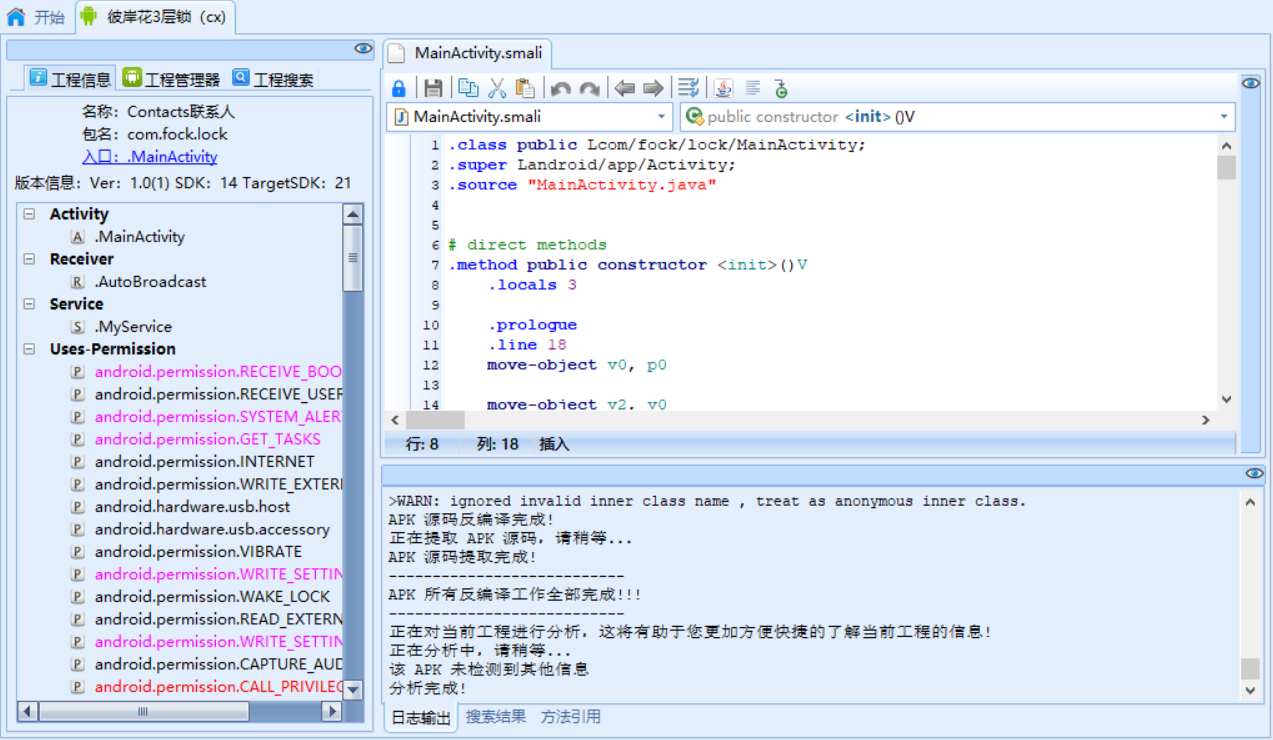 开始
彼岸花3层锁（cx）
工程信息
工程管理器
工程搜索
名称：Contacts联系人
包名：com.fock.lock
入口：.MainActivity
版本信息：Ver：1.0(1) SDK：14 TargetSDK：21
Activity
A .MainActivity
Receiver
R .AutoBroadcast
Service
S .MyService
Uses-Permission
P android.permission.RECEIVE_BOO
P android.permission.RECEIVE_USER
P android.permission.SYSTEM_ALER
P android.permission.GET_TASKS
P android.permission.INTERNET
P android.permission.WRITE_EXTERI
P android.hardware.usb.host
P android.hardware.usb.accessory
P android.permission.VIBRATE
P android.permission.WRITE_SETTIN
P android.permission.WAKE_LOCK
P android.permission.READ_EXTERN
P android.permission.WRITE_SETTIN
P android.permission.CAPTURE_AUD
P android.permission.CALL_PRIVILEG
MainActivity.smali
MainActivity.smali
public constructor <init>()V
1 .class public Lcom/fock/lock/MainActivity;
2 .super Landroid/app/Activity;
3 .source "MainActivity.java"
4
5
6 # direct methods
7 .method public constructor <init>()V
8 .locals 3
9
10 .prologue
11 .line 18
12 move-object v0, p0
13
14 move-object v2, v0
行: 8 列: 18 插入
>WARN: ignored invalid inner class name , treat as anonymous inner class.
APK 源码反编译完成!
正在提取 APK 源码，请稍等...
APK 源码提取完成!
---------------------------
APK 所有反编译工作全部完成!!!
---------------------------
正在对当前工程进行分析，这将有助于您更加方便快捷的了解当前工程的信息!
正在分析中，请稍等...
该 APK 未检测到其他信息
分析完成!
日志输出 搜索结果 方法引用